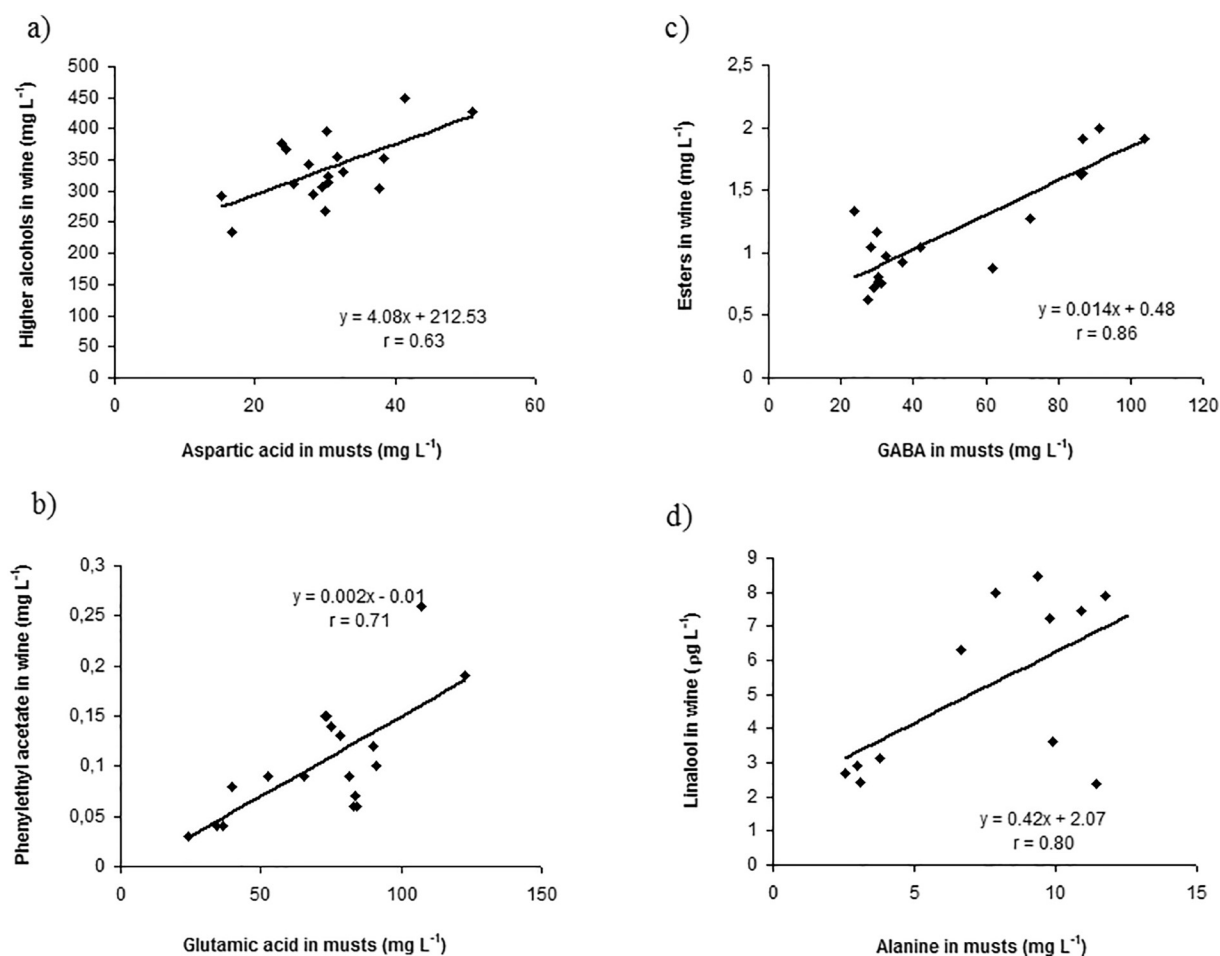 a)
Higher alcohols in wine (mg L⁻¹)
500
450
400
350
300
250
200
150
100
50
0
y = 4.08x + 212.53
r = 0.63
0 20 40 60
Aspartic acid in musts (mg L⁻¹)
c)
Esters in wine (mg L⁻¹)
2,5
2
1,5
1
0,5
0
y = 0.014x + 0.48
r = 0.86
0 20 40 60 80 100 120
GABA in musts (mg L⁻¹)
b)
Phenylethyl acetate in wine (mg L⁻¹)
0,3
0,25
0,2
0,15
0,1
0,05
0
y = 0.002x - 0.01
r = 0.71
0 50 100 150
Glutamic acid in musts (mg L⁻¹)
d)
Linalool in wine (ρg L⁻¹)
9
8
7
6
5
4
3
2
1
0
y = 0.42x + 2.07
r = 0.80
0 5 10 15
Alanine in musts (mg L⁻¹)